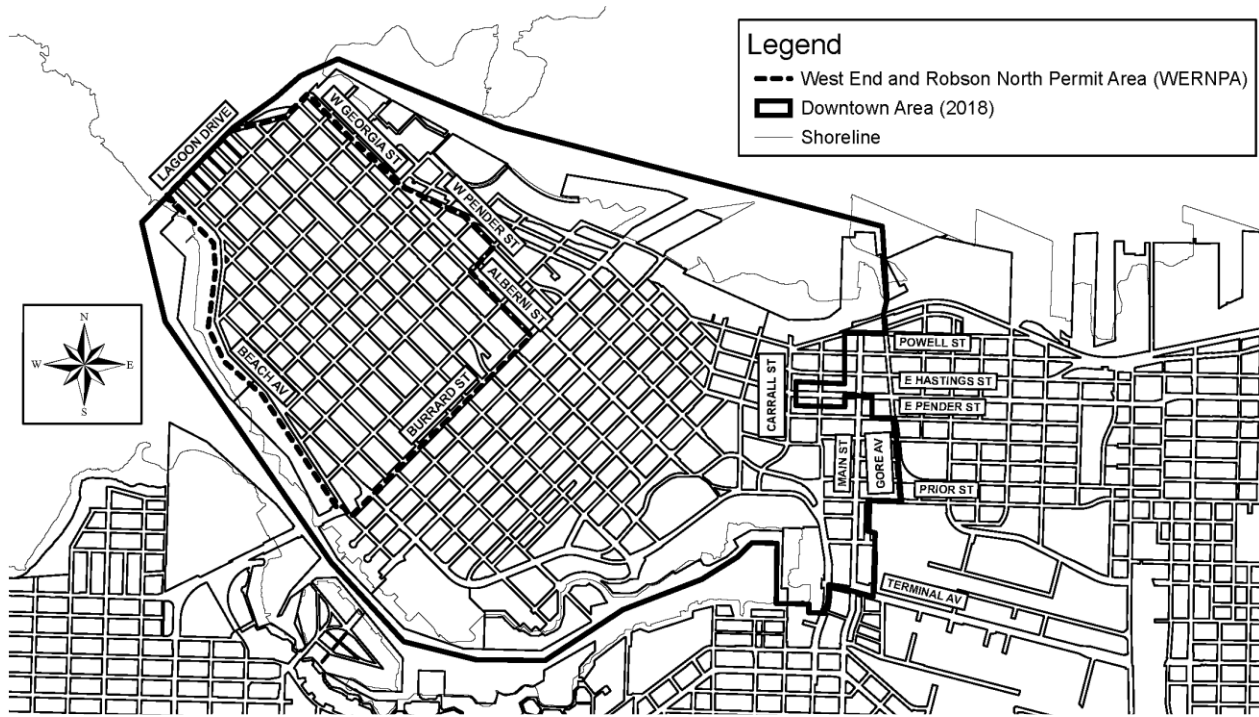 Legend
West End and Robson North Permit Area (WERNPA)
Downtown Area (2018)
Shoreline
LAGOON DRIVE
W GEORGIA ST
W PENDER ST
ALBERNI ST
BEACH AV
BURRARD ST
N
W
E
S
CARRALL ST
POWELL ST
E HASTINGS ST
E PENDER ST
MAIN ST
GORE AV
PRIOR ST
TERMINAL AV